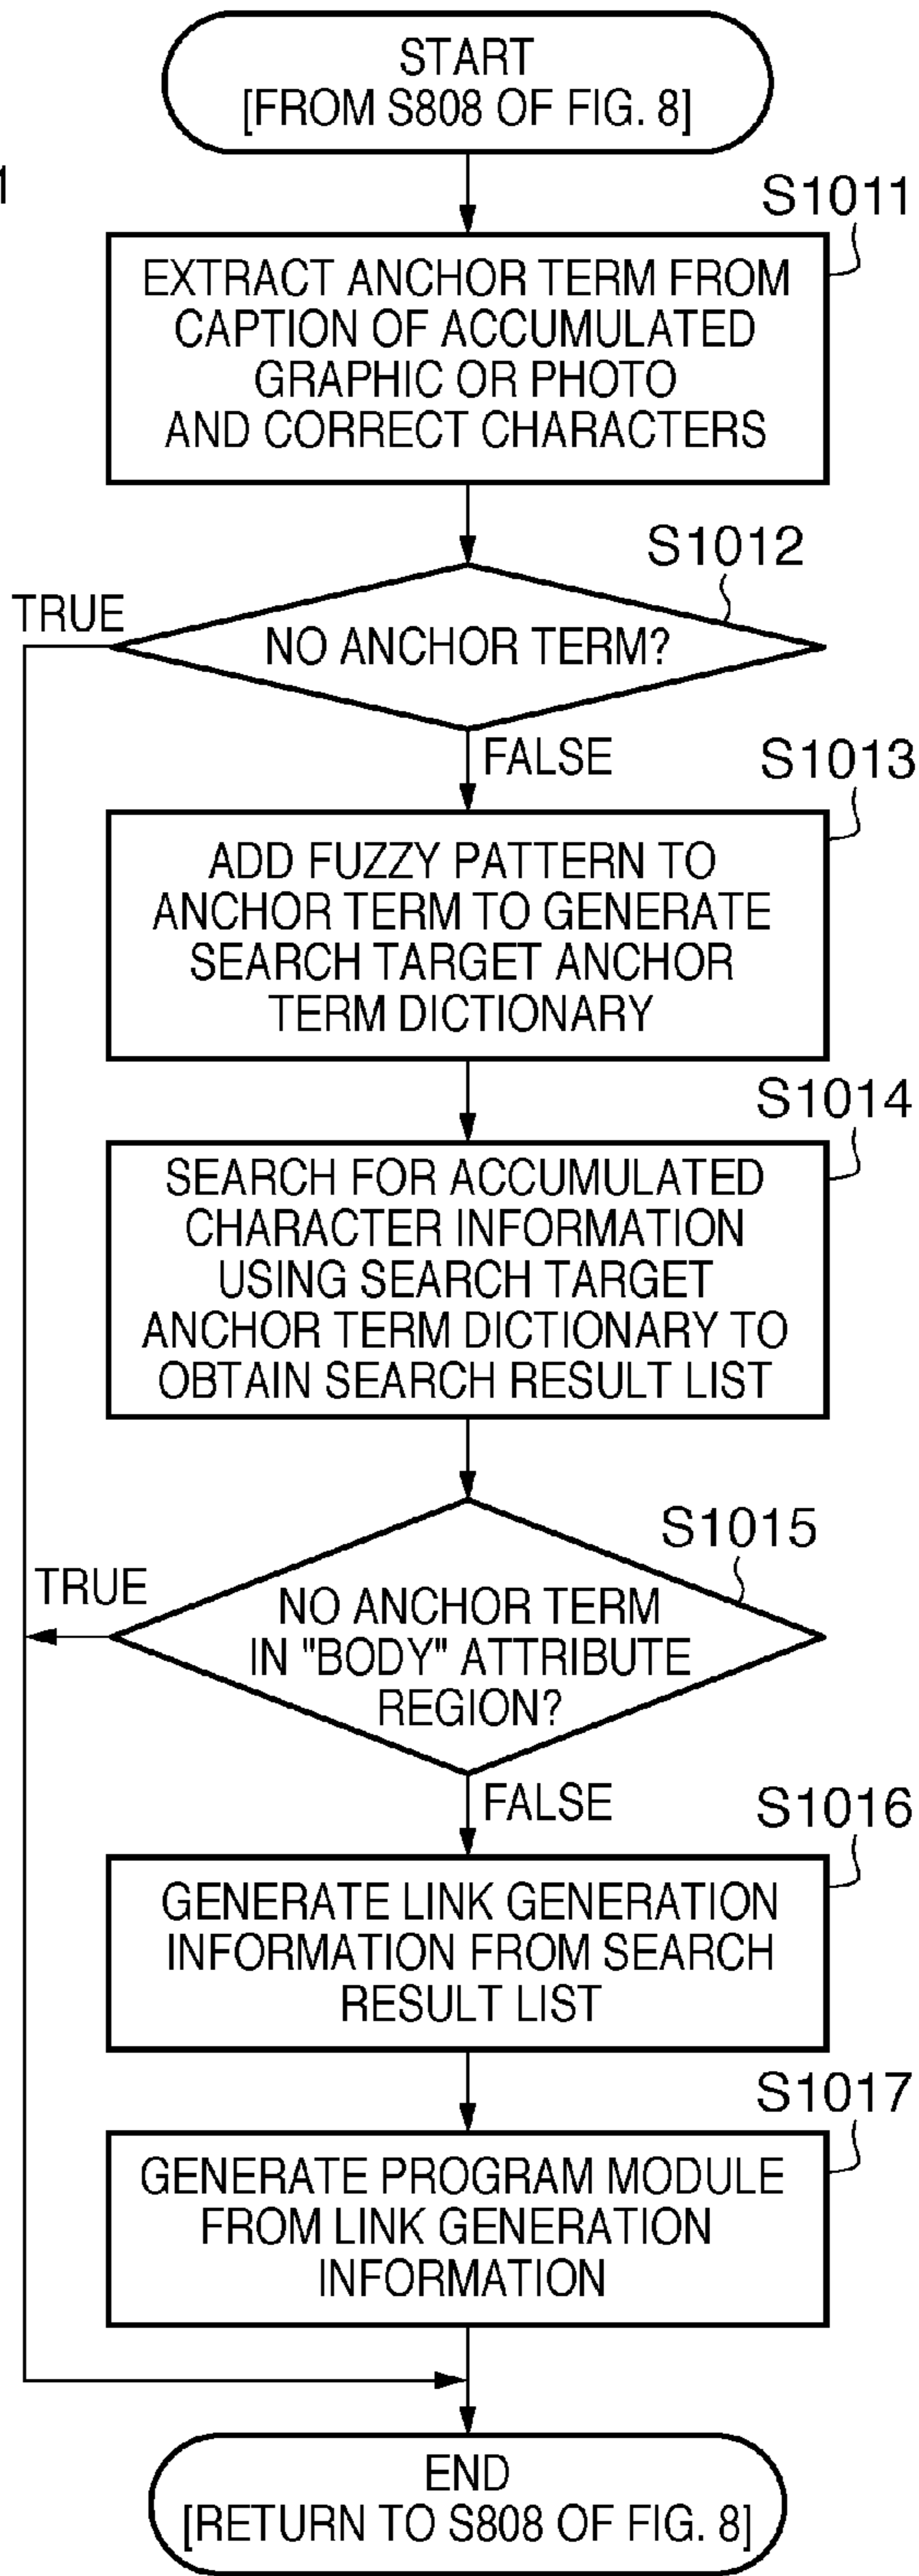 START
[FROM S808 OF FIG. 8]
S1011
EXTRACT ANCHOR TERM FROM
CAPTION OF ACCUMULATED
GRAPHIC OR PHOTO
AND CORRECT CHARACTERS
S1012
TRUE
NO ANCHOR TERM?
FALSE
S1013
ADD FUZZY PATTERN TO
ANCHOR TERM TO GENERATE
SEARCH TARGET ANCHOR
TERM DICTIONARY
S1014
SEARCH FOR ACCUMULATED
CHARACTER INFORMATION
USING SEARCH TARGET
ANCHOR TERM DICTIONARY TO
OBTAIN SEARCH RESULT LIST
S1015
TRUE
NO ANCHOR TERM
IN "BODY" ATTRIBUTE
REGION?
FALSE
S1016
GENERATE LINK GENERATION
INFORMATION FROM SEARCH
RESULT LIST
S1017
GENERATE PROGRAM MODULE
FROM LINK GENERATION
INFORMATION
END
[RETURN TO S808 OF FIG. 8]